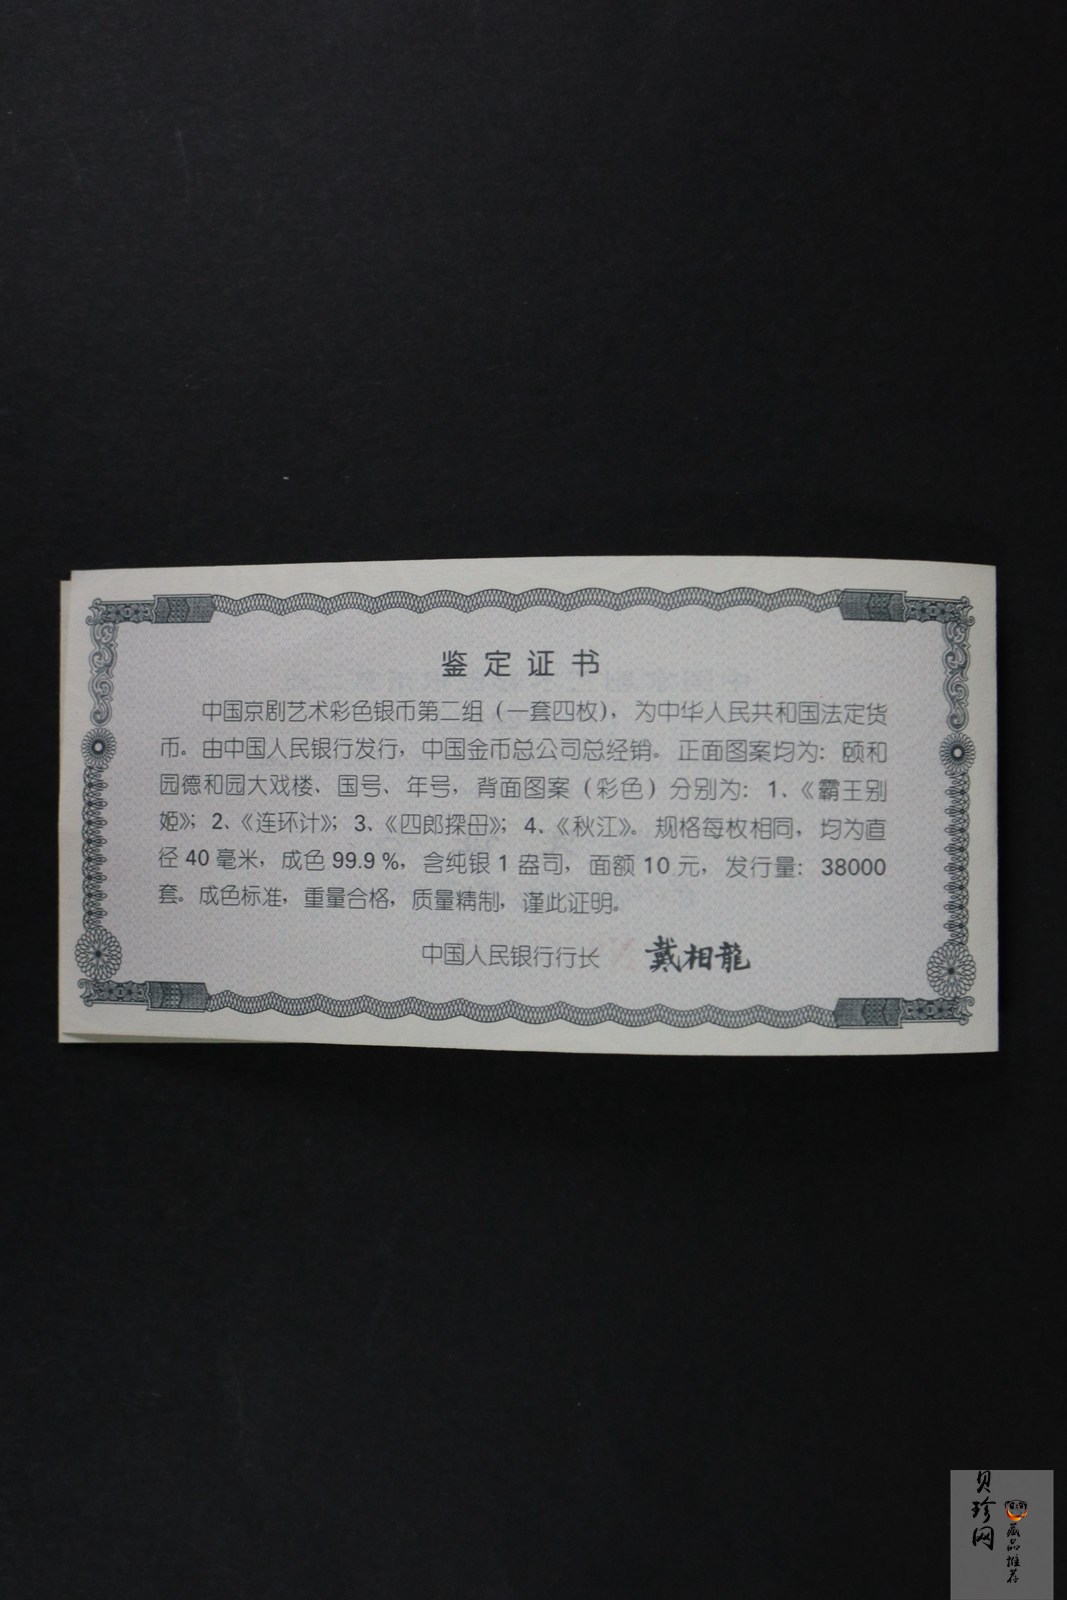 鉴定证书
中国京剧艺术彩色银币第二组（一套四枚），为中华人民共和国法定货
币。由中国人民银行发行，中国金币总公司总经销。正面图案均为：颐和
园德和园大戏楼、国号、年号，背面图案（彩色）分别为：1、《霸王别
姬》；2、《连环计》；3、《四郎探母》；4、《秋江》。规格每枚相同，均为直
径40毫米，成色99.9%，含纯银1盎司，面额10元，发行量：38000
套。成色标准，重量合格，质量精制，谨此证明。
中国人民银行行长 戴相龍
贝珍网
藏品推荐